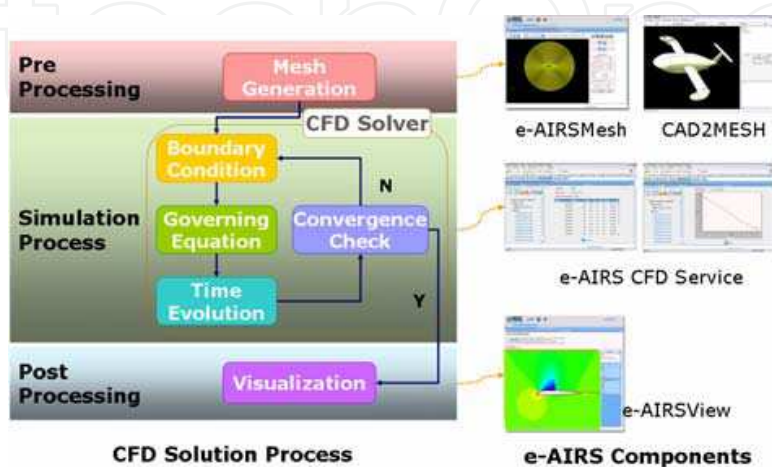 Pre
Processing
Mesh
Generation
CFD Solver
Boundary
Condition
N
Simulation
Process
Governing
Equation
Convergence
Check
Time
Evolution
Y
Post
Processing
Visualization
CFD Solution Process
e-AIRSMesh
CAD2MESH
e-AIRS CFD Service
e-AIRSView
e-AIRS Components